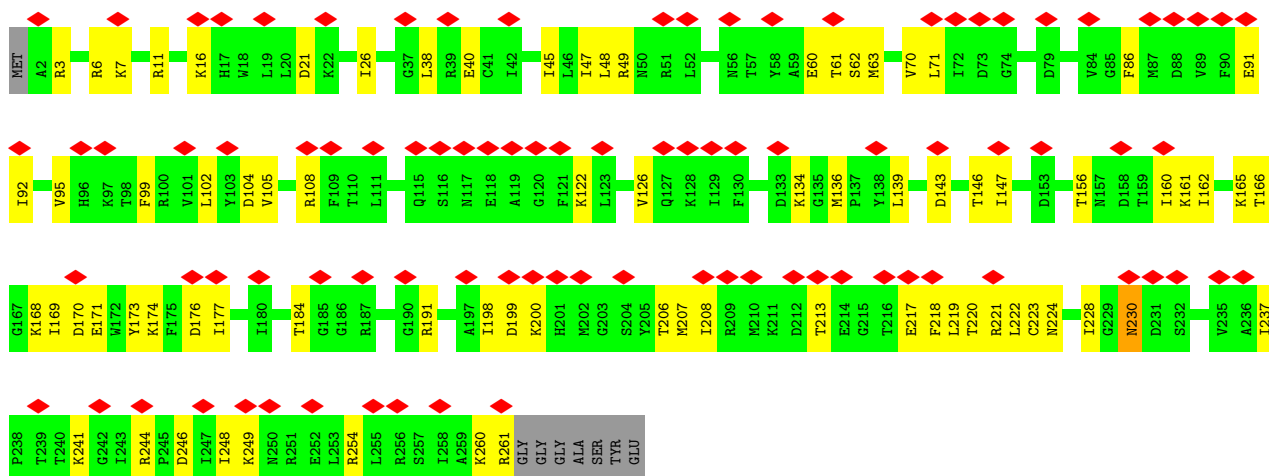 MET A2 R3 R6 K7 R11 K16 H17 W18 L19 L20 D21 K22 I26 G37 L38 R39 E40 C41 I42 I45 L46 I47 L48 R49 N50 R51 L52 N56 T57 Y58 A59 E60 T61 S62 M63 V70 L71 I72 D73 G74 D79 V84 G85 F86 M87 D88 V89 F90 E91
I92 V95 H96 K97 T98 F99 R100 V101 L102 Y103 D104 V105 R108 F109 T110 L111 Q115 S116 N117 E118 A119 G120 F121 K122 L123 V126 Q127 K128 I129 F130 D133 K134 G135 M136 P137 Y138 L139 D143 T146 I147 D153 T156 N157 D158 T159 I160 K161 I162 K165 T166
G167 K168 I169 D170 E171 W172 Y173 K174 F175 D176 I177 I180 T184 G185 G186 R187 G190 R191 A197 I198 D199 K200 H201 M202 G203 S204 Y205 T206 M207 I208 R209 M210 K211 D212 T213 E214 G215 T216 E217 F218 L219 T220 R221 L222 C223 N224 I228 G229 N230 D231 S232 V235 A236 I237
P238 T239 T240 K241 G242 I243 R244 P245 D246 I247 I248 K249 N250 R251 E252 L253 R254 L255 R256 S257 I258 A259 K260 R261 GLY GLY GLY ALA SER TYR GLU